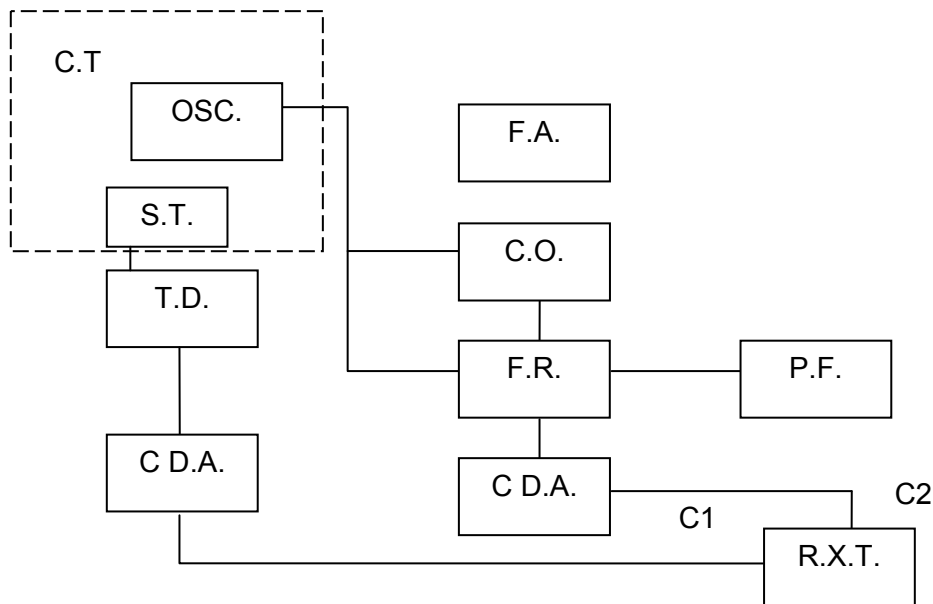 C.T
OSC.
F.A.
S.T.
C.O.
T.D.
F.R.
P.F.
C D.A.
C D.A.
C2
C1
R.X.T.